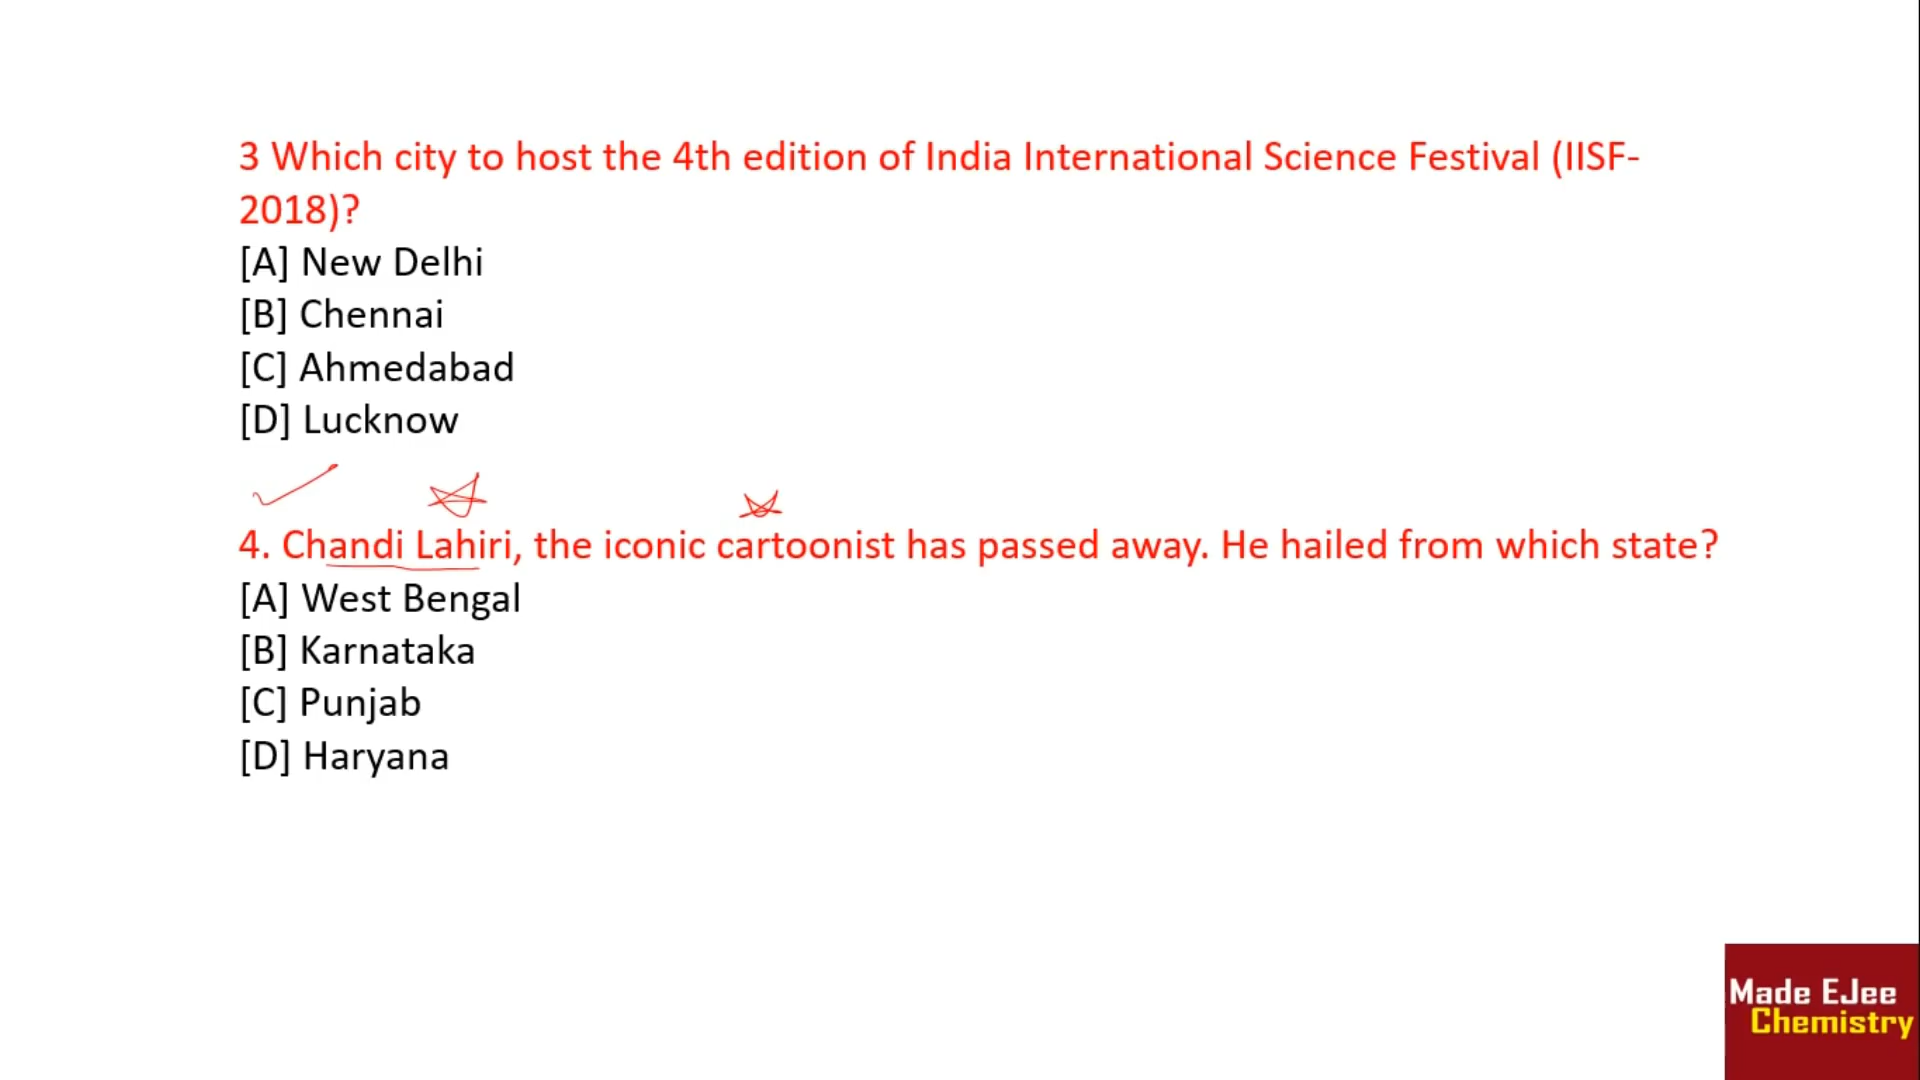 3 Which city to host the 4th edition of India International Science Festival (IISF-
2018)?
[A] New Delhi
[B] Chennai
[C] Ahmedabad
[D] Lucknow
4. Chandi Lahiri, the iconic cartoonist has passed away. He hailed from which state?
[A] West Bengal
[B] Karnataka
[C] Punjab
[D] Haryana
Made EJee
Chemistry